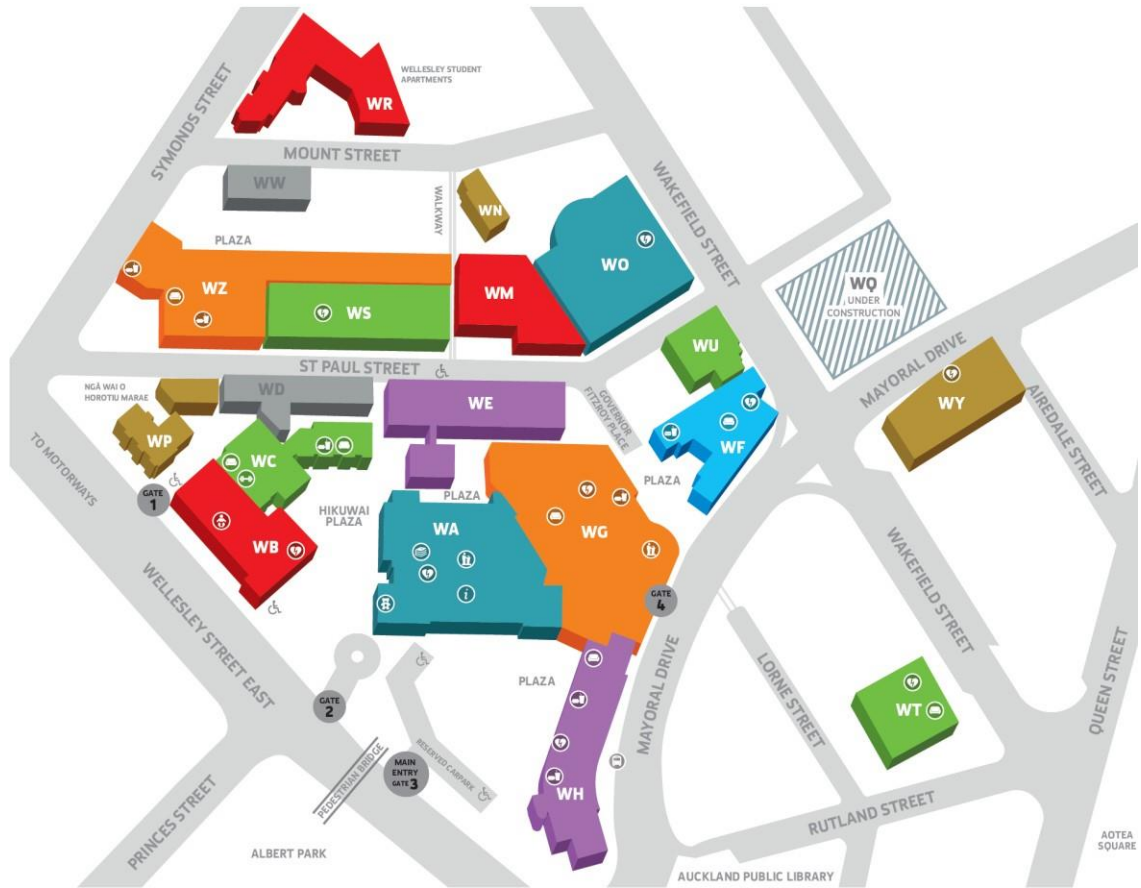 WELLESLEY STUDENT
APARTMENTS
WR
SYMONDS STREET
MOUNT STREET
WW
WALKWAY
WN
WAKEFIELD STREET
PLAZA
WO
WZ
WS
WM
WQ
UNDER
CONSTRUCTION
MAYORAL DRIVE
WU
ST PAUL STREET
NGĀ WAI O
HOROTIU MARAE
WD
WE
GOVERNOR
FITZROY PLACE
WF
WY
AIREDALE STREET
WP
TO MOTORWAYS
WC
GATE
1
PLAZA
PLAZA
HIKUWAI
PLAZA
WA
WG
WB
WELLESLEY STREET EAST
GATE
4
WAKEFIELD STREET
QUEEN STREET
MAYORAL DRIVE
LORNE STREET
PLAZA
WT
GATE
2
PEDESTRIAN BRIDGE
MAIN
ENTRY
GATE 3
RESERVED CARPARK
WH
PRINCES STREET
ALBERT PARK
RUTLAND STREET
AOTEA
SQUARE
AUCKLAND PUBLIC LIBRARY